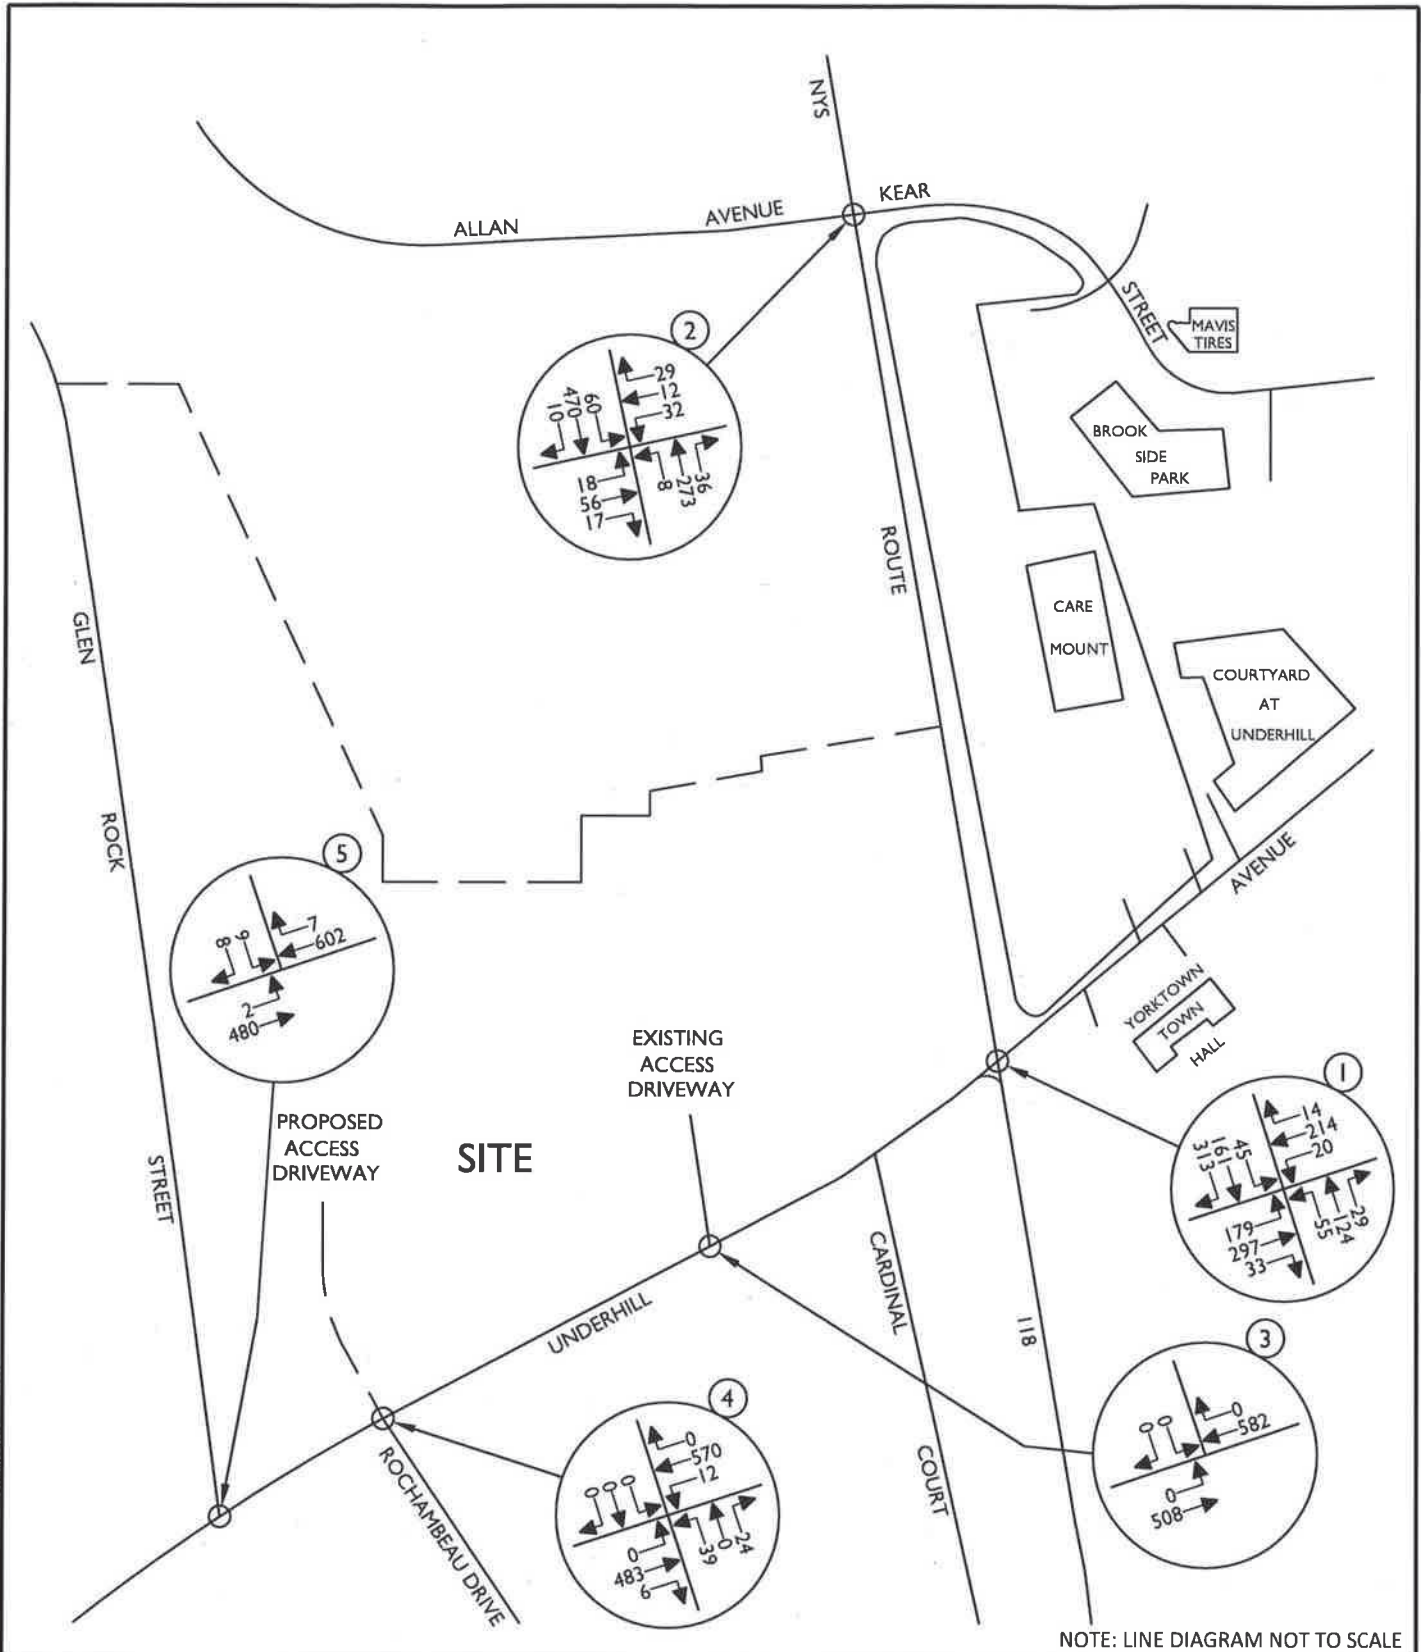 NYS
KEAR
AVENUE
ALLAN
STREET
MAVIS
TIRES
2
29
12
32
60
470
10
18
56
17
8
273
36
BROOK
SIDE
PARK
ROUTE
CARE
MOUNT
COURTYARD
AT
UNDERHILL
GLEN
ROCK
STREET
AVENUE
5
7
602
9
8
2
480
YORKTOWN
TOWN
HALL
EXISTING
ACCESS
DRIVEWAY
PROPOSED
ACCESS
DRIVEWAY
SITE
1
14
214
20
45
161
313
179
297
33
55
124
29
CARDINAL
COURT
118
UNDERHILL
3
0
582
0
0
0
508
4
0
570
12
0
0
0
0
483
6
39
0
24
ROCHAMBEAU DRIVE
NOTE: LINE DIAGRAM NOT TO SCALE